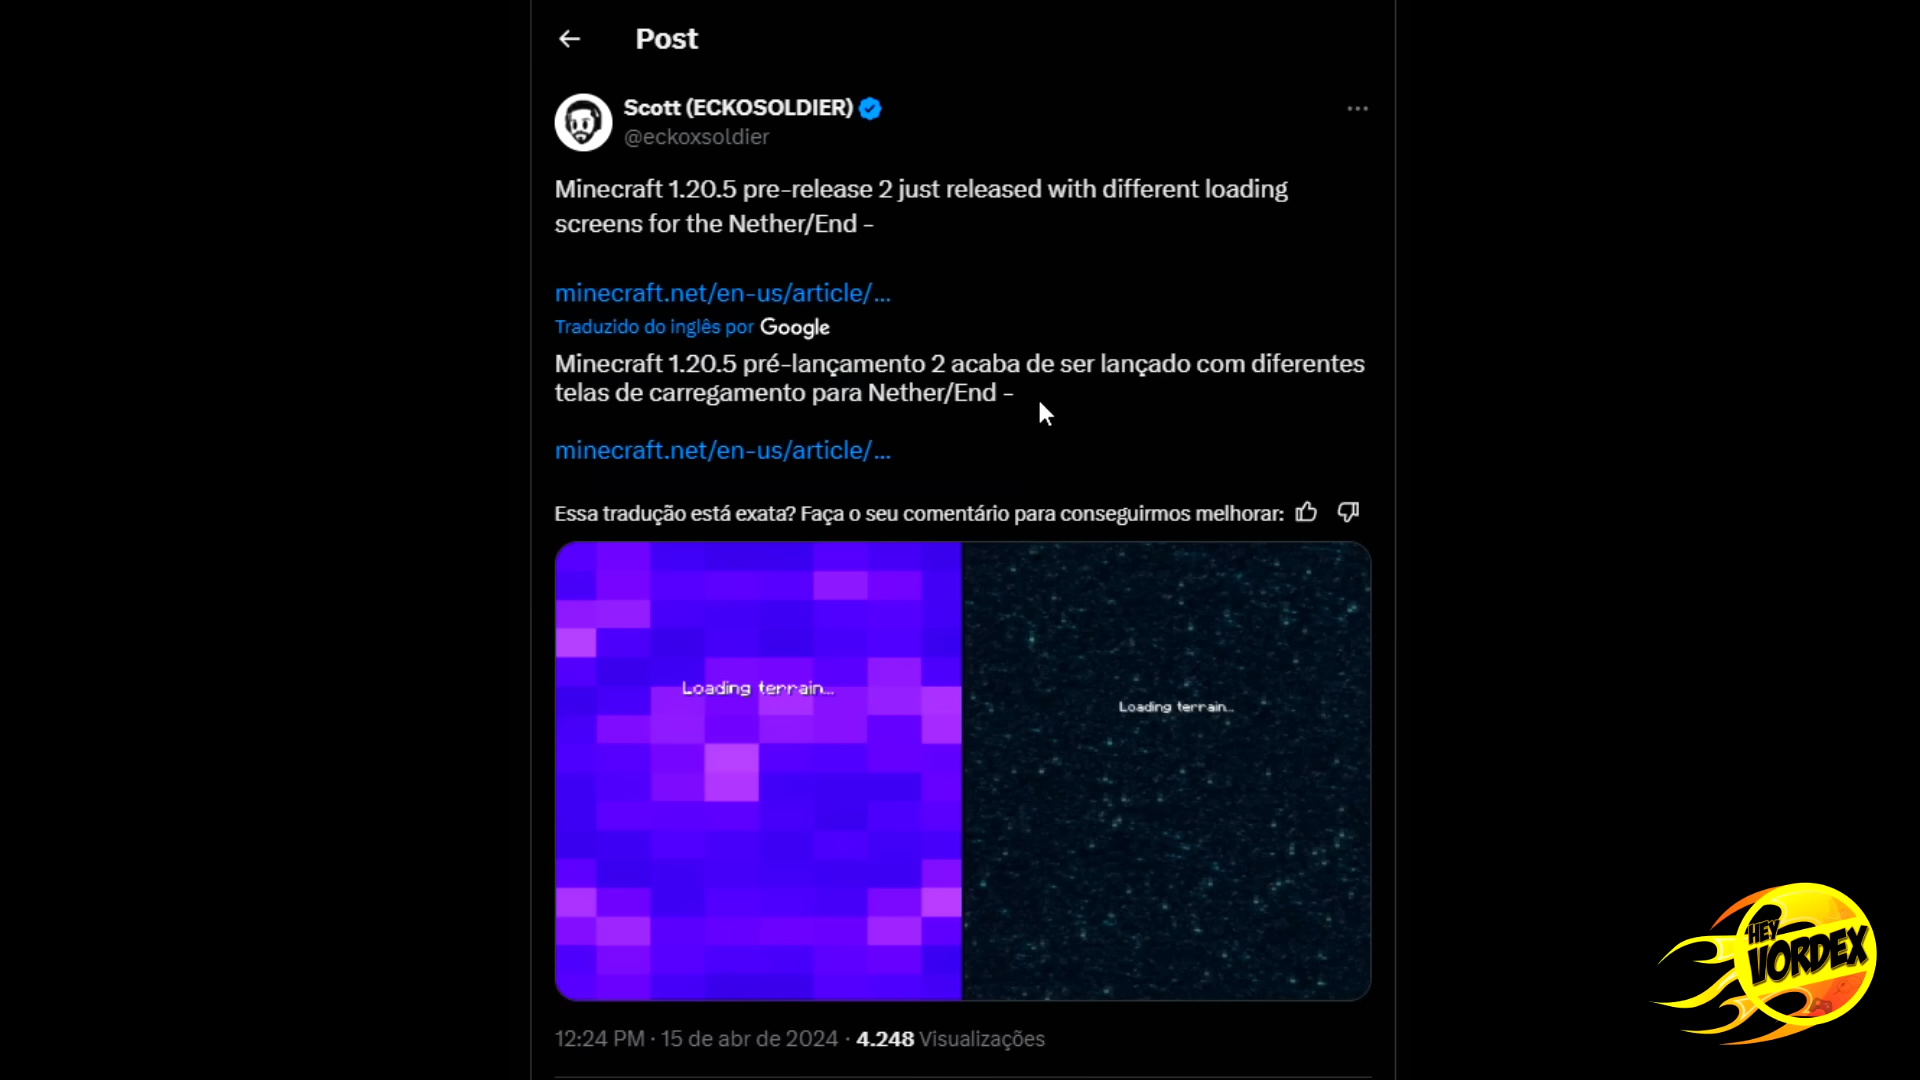 Post
Scott (ECKOSOLDIER)
@eckoxsoldier
Minecraft 1.20.5 pre-release 2 just released with different loading
screens for the Nether/End -
minecraft.net/en-us/article/...
Traduzido do inglês por Google
Minecraft 1.20.5 pré-lançamento 2 acaba de ser lançado com diferentes
telas de carregamento para Nether/End -
minecraft.net/en-us/article/...
Essa tradução está exata? Faça o seu comentário para conseguirmos melhorar:
Loading terrain...
Loading terrain...
12:24 PM · 15 de abr de 2024 · 4.248 Visualizações
HEY
VORDEX